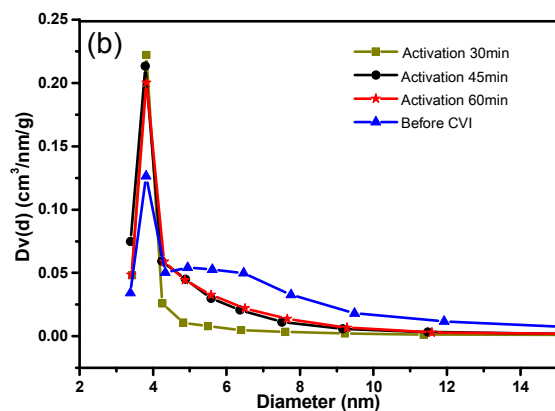 (b)
Activation 30min
Activation 45min
Activation 60min
Before CVI
Dv(d) (cm³/nm/g)
0.25
0.20
0.15
0.10
0.05
0.00
2 4 6 8 10 12 14
Diameter (nm)